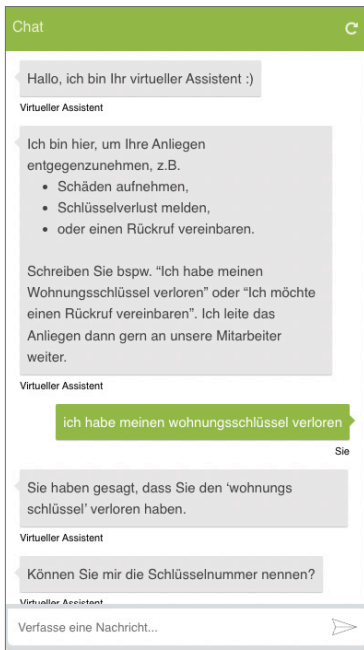 Chat
Hallo, ich bin Ihr virtueller Assistent :)
Virtueller Assistent
Ich bin hier, um Ihre Anliegen
entgegenzunehmen, z.B.
• Schäden aufnehmen,
• Schlüsselverlust melden,
• oder einen Rückruf vereinbaren.
Schreiben Sie bspw. “Ich habe meinen
Wohnungsschlüssel verloren” oder “Ich möchte
einen Rückruf vereinbaren”. Ich leite das
Anliegen dann gern an unsere Mitarbeiter
weiter.
Virtueller Assistent
ich habe meinen wohnungsschlüssel verloren
Sie
Sie haben gesagt, dass Sie den ‘wohnungs
schlüssel’ verloren haben.
Virtueller Assistent
Können Sie mir die Schlüsselnummer nennen?
Virtueller Assistent
Verfasse eine Nachricht...